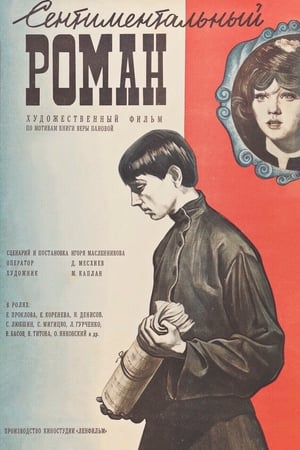 Сентиментальный
РОМАН
ХУДОЖЕСТВЕННЫЙ ФИЛЬМ
ПО МОТИВАМ КНИГИ ВЕРЫ ПАНОВОЙ
СЦЕНАРИЙ И ПОСТАНОВКА ИГОРЯ МАСЛЕННИКОВА
ОПЕРАТОР Д. МЕСХИЕВ
ХУДОЖНИК М. КАПЛАН
В РОЛЯХ:
Е. ПРОКЛОВА, Е. КОРЕНЕВА, Н. ДЕНИСОВ,
С. ЛЮБШИН, С. МИГИЦКО, Л. ГУРЧЕНКО,
В. БАСОВ, Н. ТИТОВА, О. ЯНКОВСКИЙ и др.
ПРОИЗВОДСТВО КИНОСТУДИИ «ЛЕНФИЛЬМ»